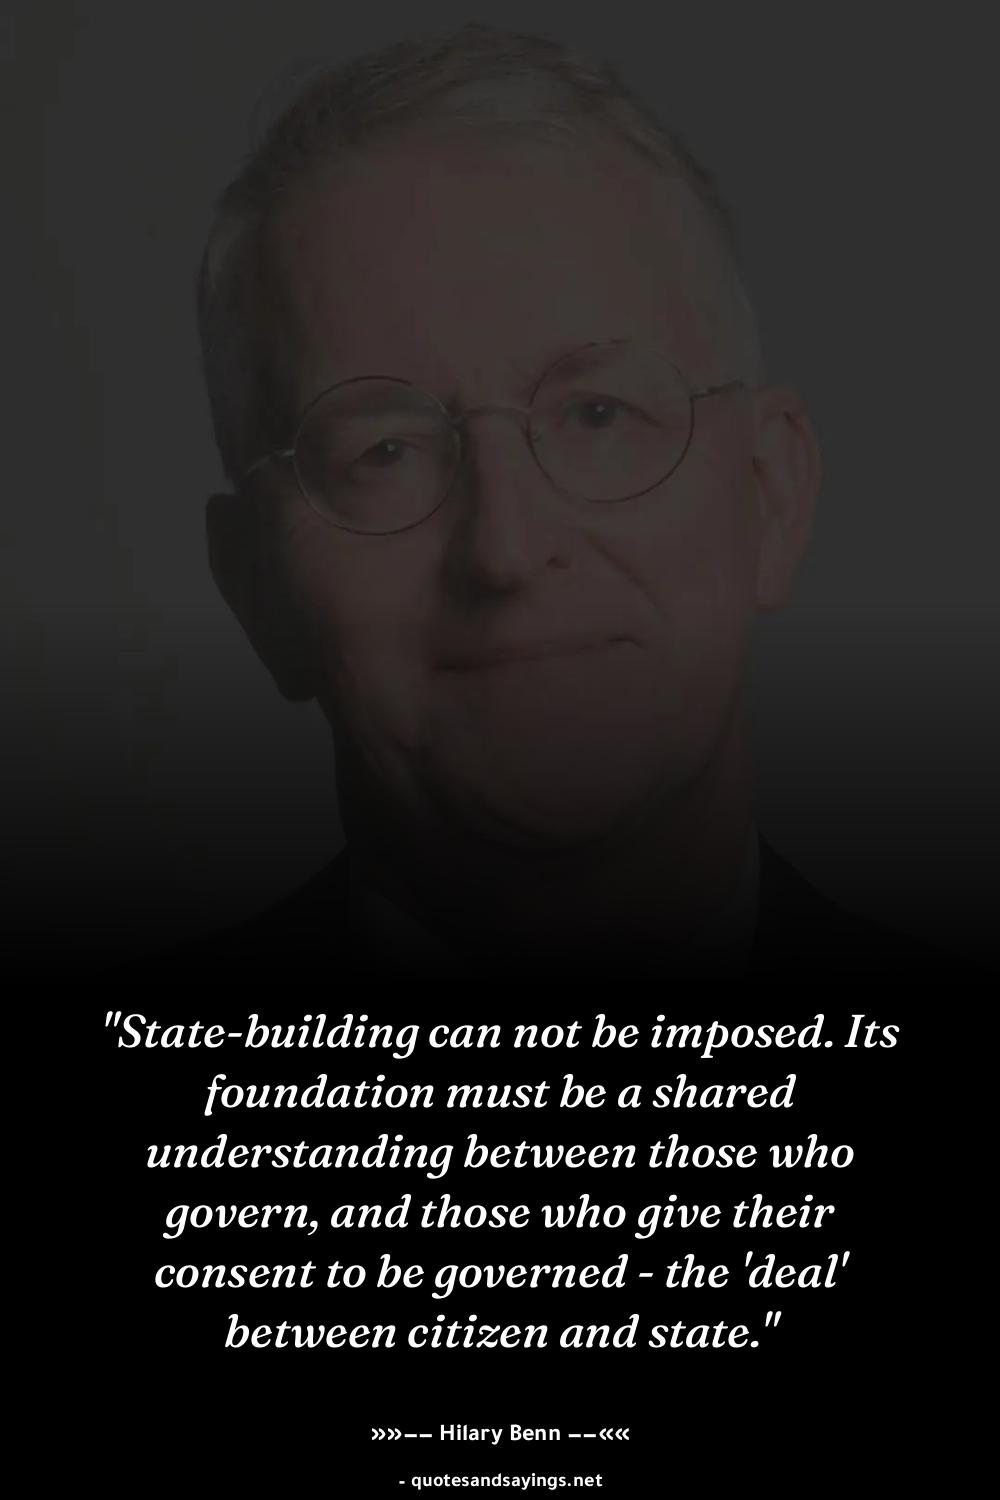 "State-building can not be imposed. Its
foundation must be a shared
understanding between those who
govern, and those who give their
consent to be governed - the 'deal'
between citizen and state."
»»−− Hilary Benn −−««
- quotesandsayings.net